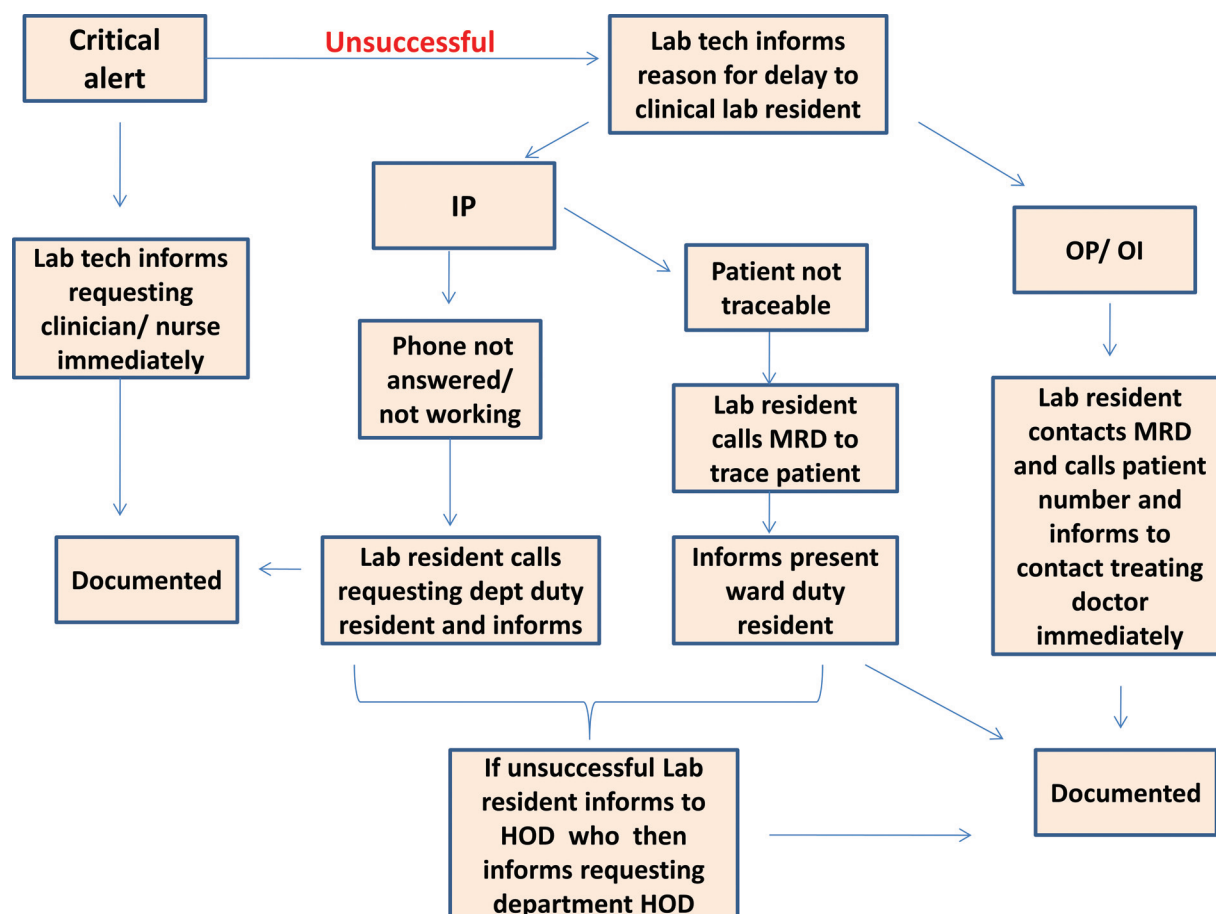 Critical
alert
Unsuccessful
Lab tech informs
reason for delay to
clinical lab resident
IP
OP/ OI
Lab tech informs
requesting
clinician/ nurse
immediately
Patient not
traceable
Phone not
answered/
not working
Lab resident
calls MRD to
trace patient
Lab resident
contacts MRD
and calls patient
number and
informs to
contact treating
doctor
immediately
Documented
Lab resident calls
requesting dept duty
resident and informs
Informs present
ward duty
resident
If unsuccessful Lab
resident informs to
HOD who then
informs requesting
department HOD
Documented